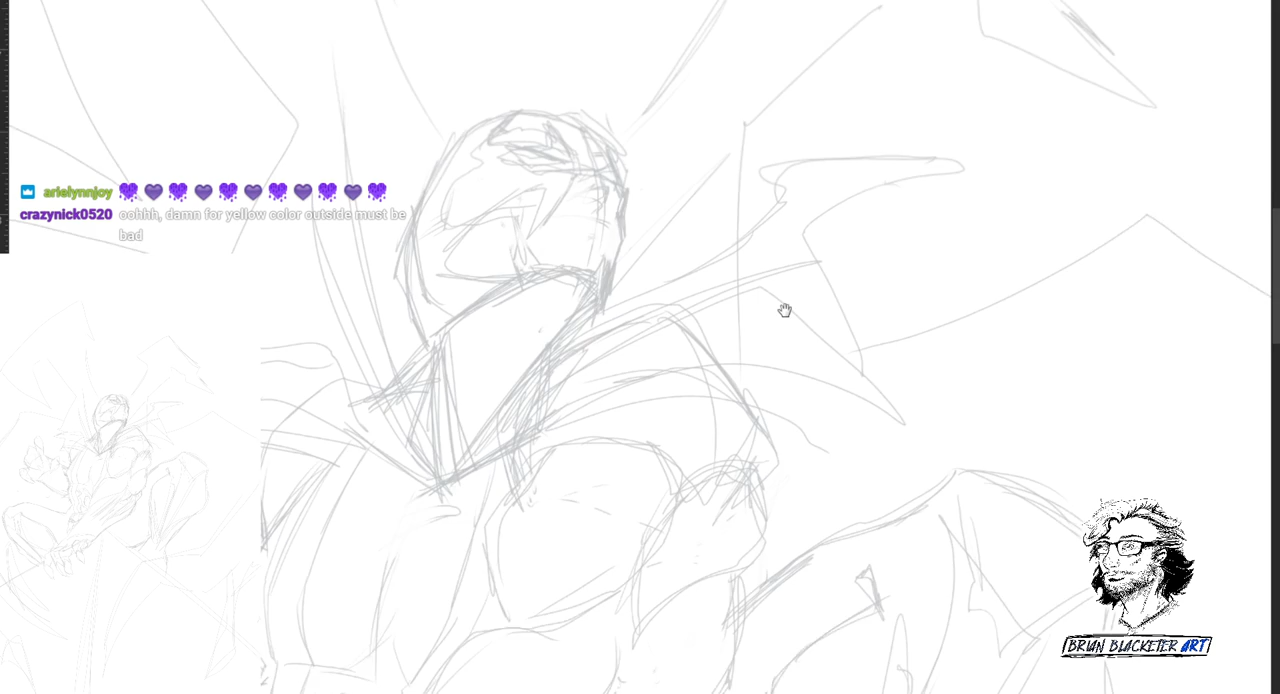 arielynnjoy
crazynick0520 oohhh, damn for yellow color outside must be
bad
BRIAN BLACKETER ART